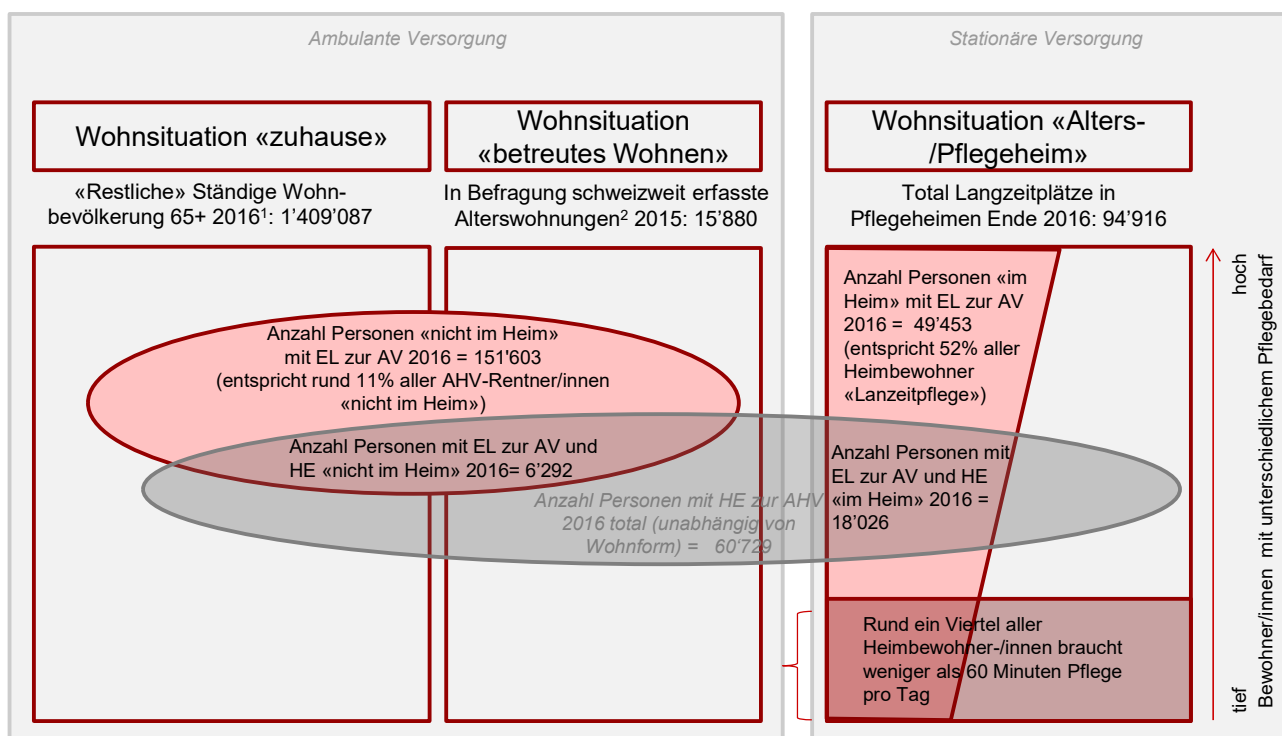 Ambulante Versorgung
Stationäre Versorgung
Wohnsituation «zuhause»
Wohnsituation
«betreutes Wohnen»
Wohnsituation «Alters-
/Pflegeheim»
«Restliche» Ständige Wohn-
bevölkerung 65+ 2016¹: 1’409’087
In Befragung schweizweit erfasste
Alterswohnungen² 2015: 15’880
Total Langzeitplätze in
Pflegeheimen Ende 2016: 94’916
Anzahl Personen «nicht im Heim»
mit EL zur AV 2016 = 151'603
(entspricht rund 11% aller AHV-Rentner/innen
«nicht im Heim»)
Anzahl Personen mit EL zur AV und
HE «nicht im Heim» 2016= 6’292
Anzahl Personen mit HE zur AHV
2016 total (unabhängig von
Wohnform) = 60'729
Anzahl Personen «im
Heim» mit EL zur AV
2016 = 49’453
(entspricht 52% aller
Heimbewohner
«Lanzeitpflege»)
Anzahl Personen mit
EL zur AV und HE
«im Heim» 2016 =
18’026
Rund ein Viertel aller
Heimbewohner-/innen braucht
weniger als 60 Minuten Pflege
pro Tag
hoch
tief
Bewohner/innen mit unterschiedlichem Pflegebedarf